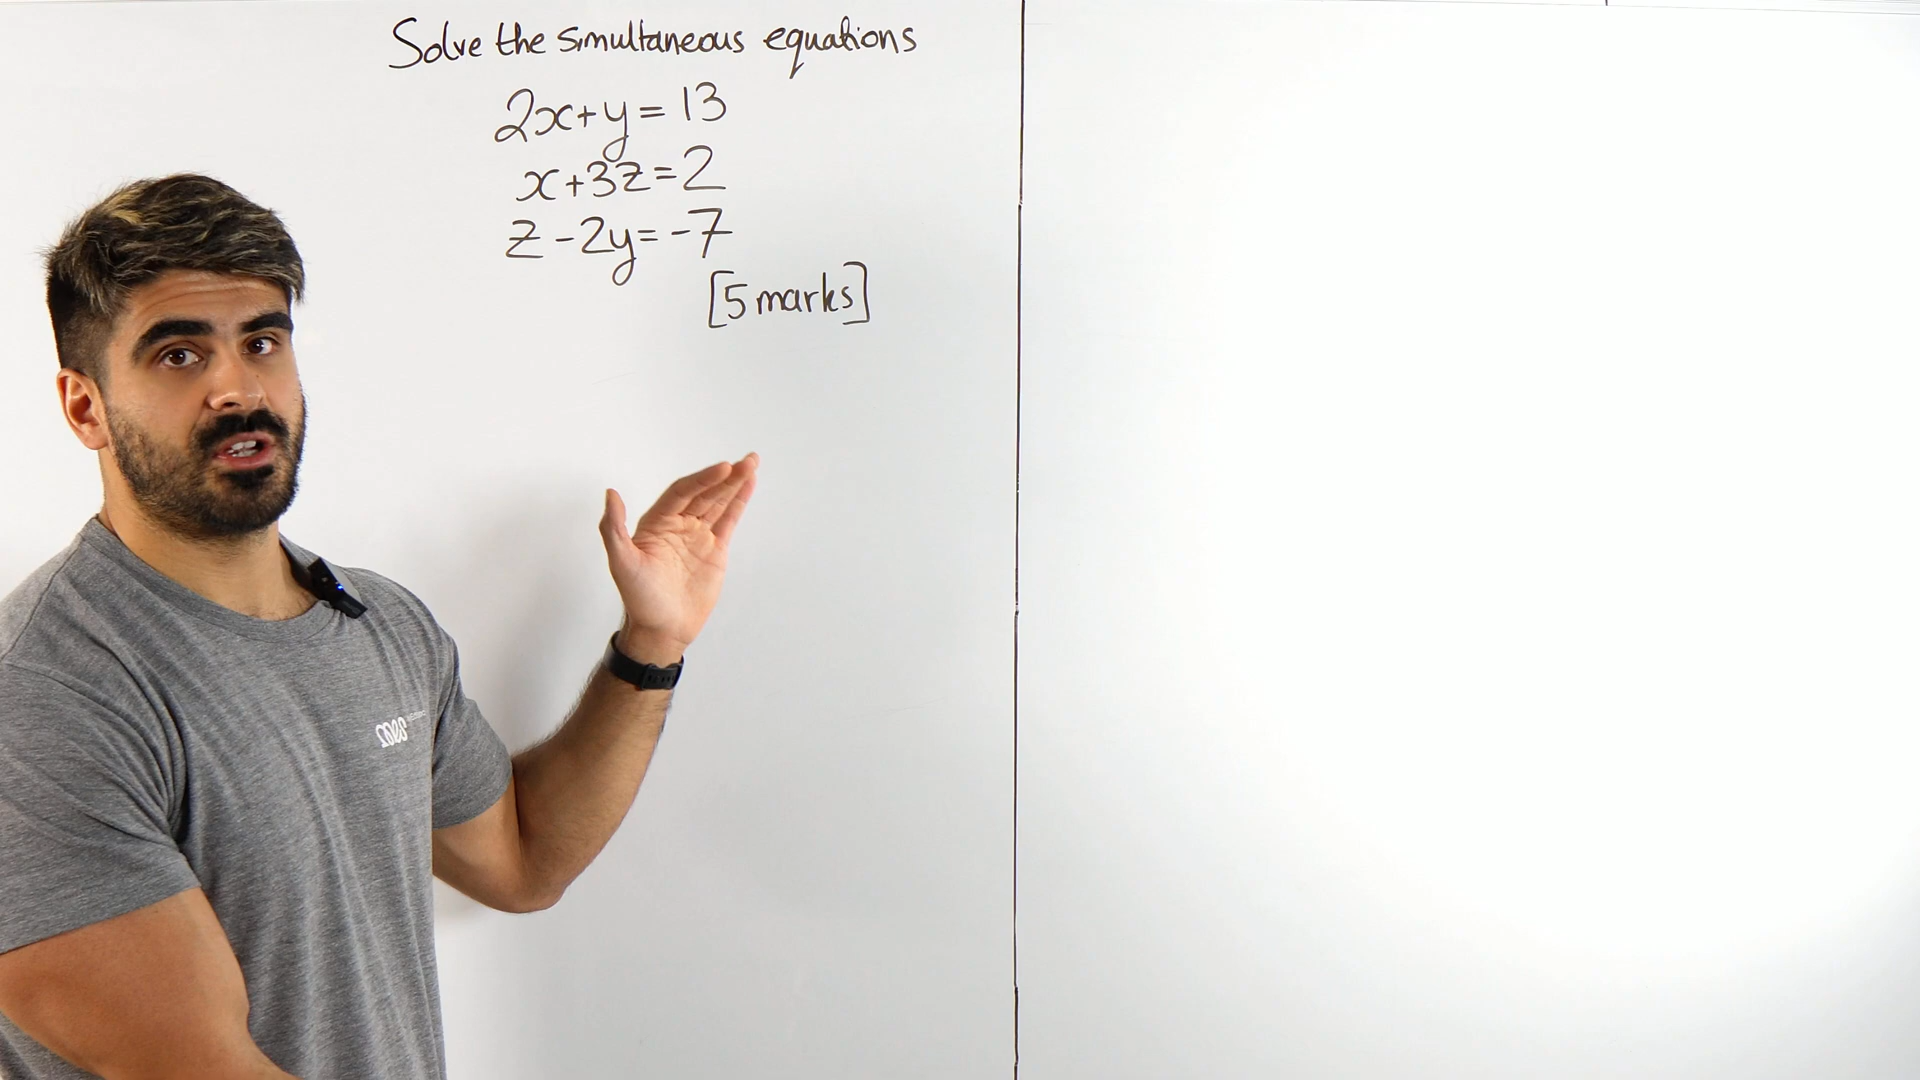 Solve the simultaneous equations
2x+y=13
x+3z=2
z-2y=-7
[5 marks]